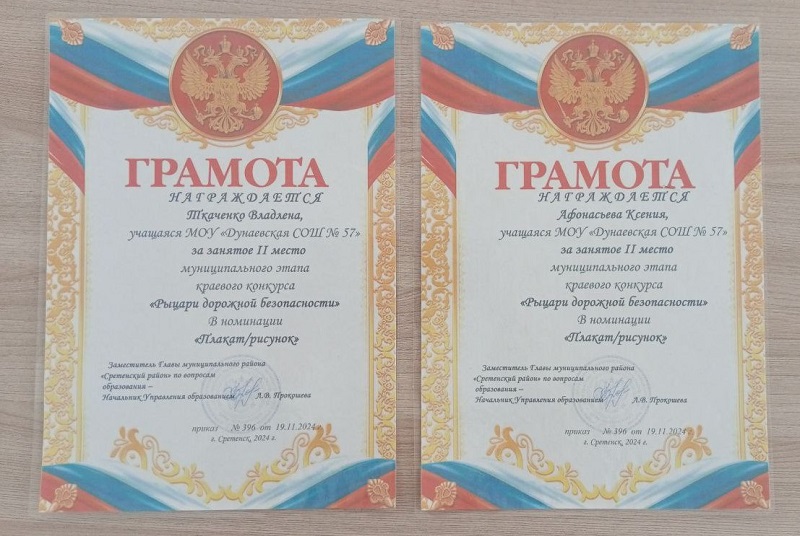 ГРАМОТА
НАГРАЖДАЕТСЯ
Ткаченко Владлена,
учащаяся МОУ «Дунаевская СОШ № 57»
за занятое II место
муниципального этапа
краевого конкурса
«Рыцари дорожной безопасности»
В номинации
«Плакат/рисунок»
Заместитель Главы муниципального района
«Сретенский район» по вопросам
образования –
Начальник Управления образованием А.В. Прокошева
приказ № 396 от 19.11.2024 г
г. Сретенск, 2024 г.
ГРАМОТА
НАГРАЖДАЕТСЯ
Афонасьева Ксения,
учащаяся МОУ «Дунаевская СОШ № 57»
за занятое II место
муниципального этапа
краевого конкурса
«Рыцари дорожной безопасности»
В номинации
«Плакат/рисунок»
Заместитель Главы муниципального района
«Сретенский район» по вопросам
образования –
Начальник Управления образованием А.В. Прокошева
приказ № 396 от 19.11.2024 г
г. Сретенск, 2024 г.